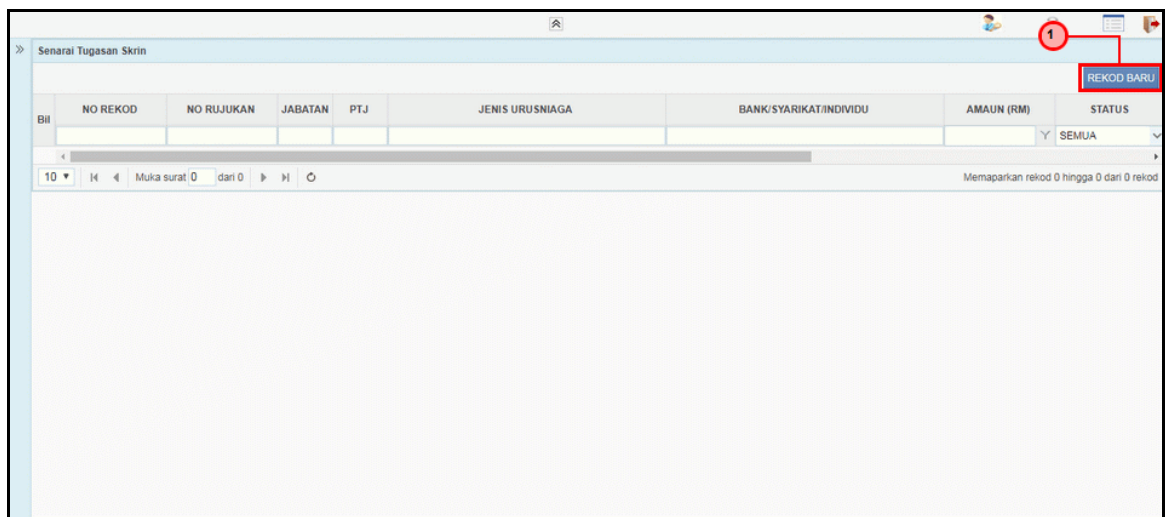 1
Senarai Tugasan Skrin
REKOD BARU
Bil NO REKOD NO RUJUKAN JABATAN PTJ JENIS URUSNIAGA BANK/SYARIKAT/INDIVIDU AMAUN (RM) STATUS
SEMUA
10 Muka surat 0 dari 0 Memaparkan rekod 0 hingga 0 dari 0 rekod